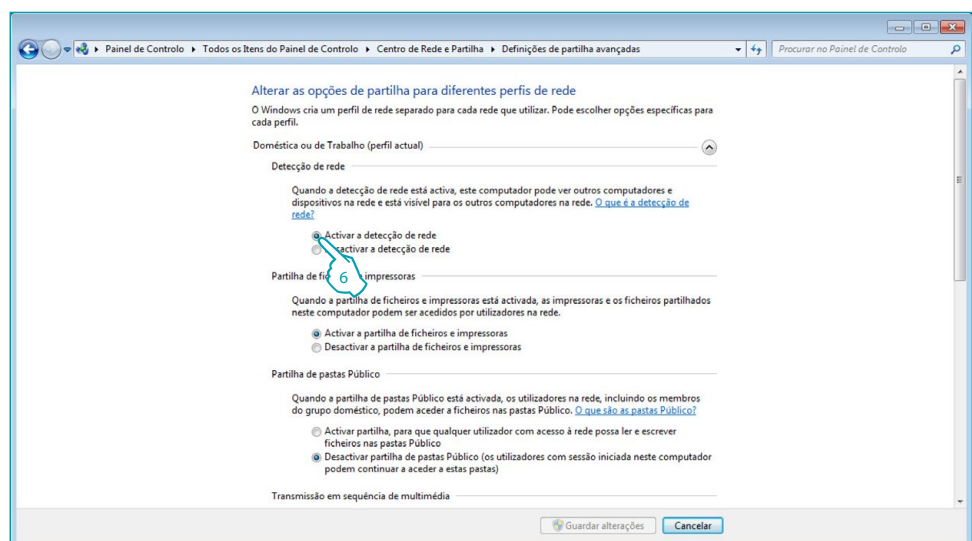 Painel de Controlo ▸ Todos os Itens do Painel de Controlo ▸ Centro de Rede e Partilha ▸ Definições de partilha avançadas
Procurar no Painel de Controlo
Alterar as opções de partilha para diferentes perfis de rede
O Windows cria um perfil de rede separado para cada rede que utilizar. Pode escolher opções específicas para
cada perfil.
Doméstica ou de Trabalho (perfil actual)
Detecção de rede
Quando a detecção de rede está activa, este computador pode ver outros computadores e
dispositivos na rede e está visível para os outros computadores na rede. O que é a detecção de
rede?
Activar a detecção de rede
activar a detecção de rede
6
Partilha de impressoras
Quando a partilha de ficheiros e impressoras está activada, as impressoras e os ficheiros partilhados
neste computador podem ser acedidos por utilizadores na rede.
Activar a partilha de ficheiros e impressoras
Desactivar a partilha de ficheiros e impressoras
Partilha de pastas Público
Quando a partilha de pastas Público está activada, os utilizadores na rede, incluindo os membros
do grupo doméstico, podem aceder a ficheiros nas pastas Público. O que são as pastas Público?
Activar partilha, para que qualquer utilizador com acesso à rede possa ler e escrever
ficheiros nas pastas Público
Desactivar partilha de pastas Público (os utilizadores com sessão iniciada neste computador
podem continuar a aceder a estas pastas)
Transmissão em sequência de multimédia
Guardar alterações
Cancelar